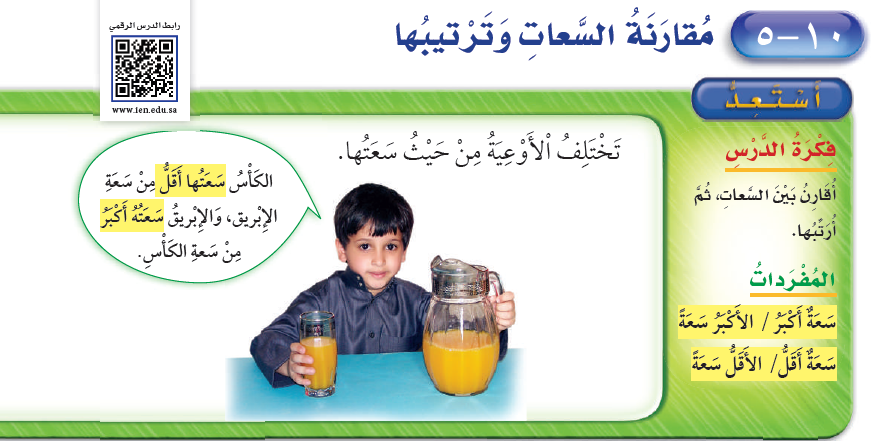 ١٠-٥
مُقارَنَةُ السَّعاتِ وَتَرْتيبُها
رابط الدرس الرقمي
www.ien.edu.sa
أَسْتَعِدُّ
فِكْرَةُ الدَّرْسِ
أُقارِنُ بَيْنَ السَّعاتِ، ثُمَّ
أُرَتِّبُها.
المُفْرَداتُ
سَعَةٌ أَكْبَرُ / الأَكْبَرُ سَعَةً
سَعَةٌ أَقَلُّ / الأَقَلُّ سَعَةً
تَخْتَلِفُ الْأَوْعِيَةُ مِنْ حَيْثُ سَعَتُها.
الكَأْسُ سَعَتُها أَقَلُّ مِنْ سَعَةِ
الإِبْريق، وَالإِبْريقُ سَعَتُهُ أَكْبَرُ
مِنْ سَعةِ الكَأْسِ.